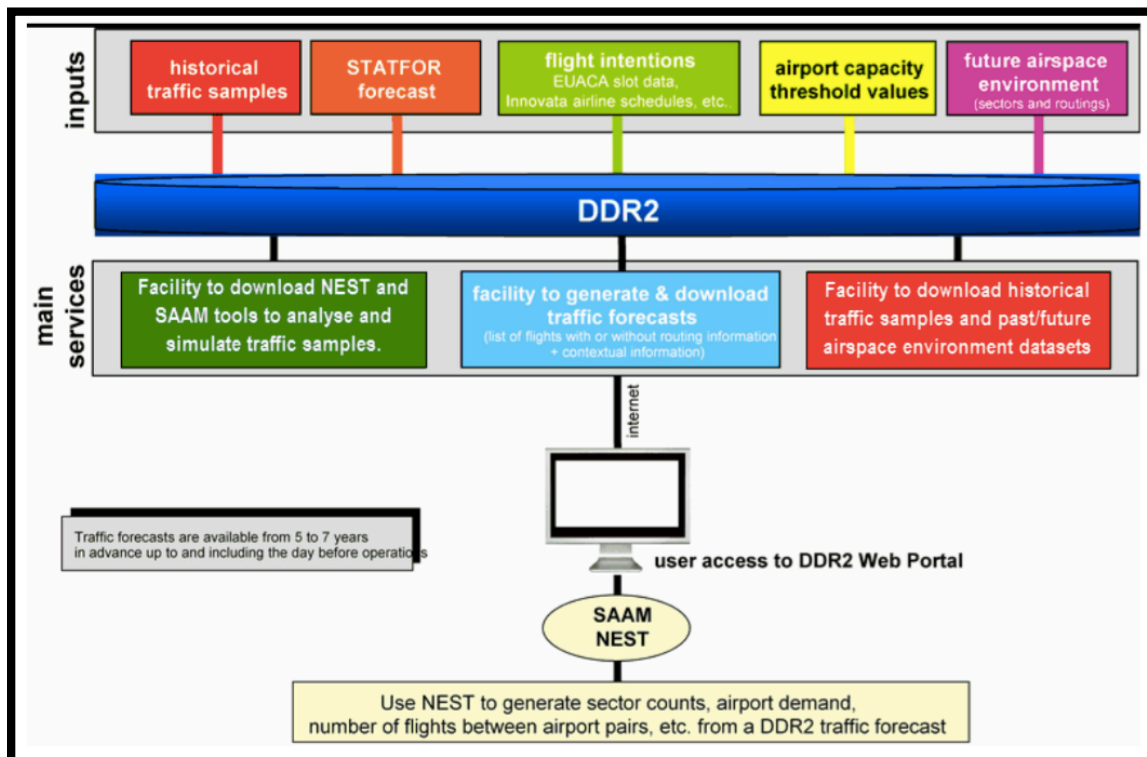 inputs
historical
traffic samples
STATFOR
forecast
flight intentions
EUACA slot data,
Innovata airline schedules, etc..
airport capacity
threshold values
future airspace
environment
(sectors and routings)
DDR2
main
services
Facility to download NEST and
SAAM tools to analyse and
simulate traffic samples.
facility to generate & download
traffic forecasts
(list of flights with or without routing information
+ contextual information)
Facility to download historical
traffic samples and past/future
airspace environment datasets
internet
Traffic forecasts are available from 5 to 7 years
in advance up to and including the day before operations
user access to DDR2 Web Portal
SAAM
NEST
Use NEST to generate sector counts, airport demand,
number of flights between airport pairs, etc. from a DDR2 traffic forecast